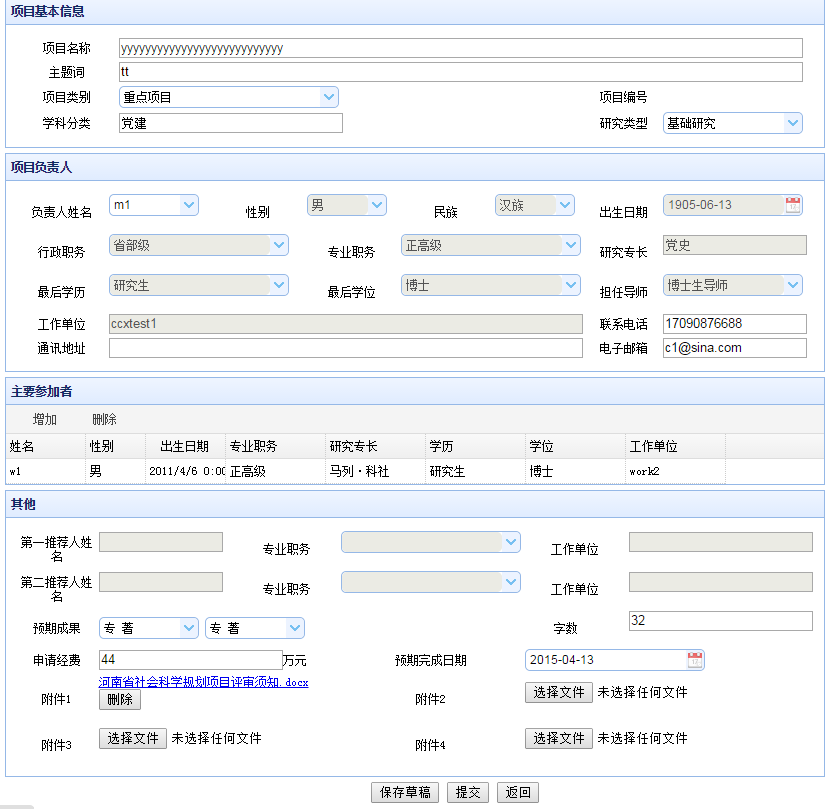 项目基本信息
项目名称 yyyyyyyyyyyyyyyyyyyyyyyyyyy
主题词 tt
项目类别 重点项目 项目编号
学科分类 党建 研究类型 基础研究
项目负责人
负责人姓名 m1 性别 男 民族 汉族 出生日期 1905-06-13
行政职务 省部级 专业职务 正高级 研究专长 党史
最后学历 研究生 最后学位 博士 担任导师 博士生导师
工作单位 ccxtest1 联系电话 17090876688
通讯地址 电子邮箱 c1@sina.com
主要参加者
增加 删除
姓名 性别 出生日期 专业职务 研究专长 学历 学位 工作单位
w1 男 2011/4/6 0:00 正高级 马列·科社 研究生 博士 work2
其他
第一推荐人姓名 专业职务 工作单位
第二推荐人姓名 专业职务 工作单位
预期成果 专 著 专 著 字数 32
申请经费 44 万元 预期完成日期 2015-04-13
河南省社会科学规划项目评审须知.docx
附件1 删除 附件2 选择文件 未选择任何文件
附件3 选择文件 未选择任何文件 附件4 选择文件 未选择任何文件
保存草稿 提交 返回